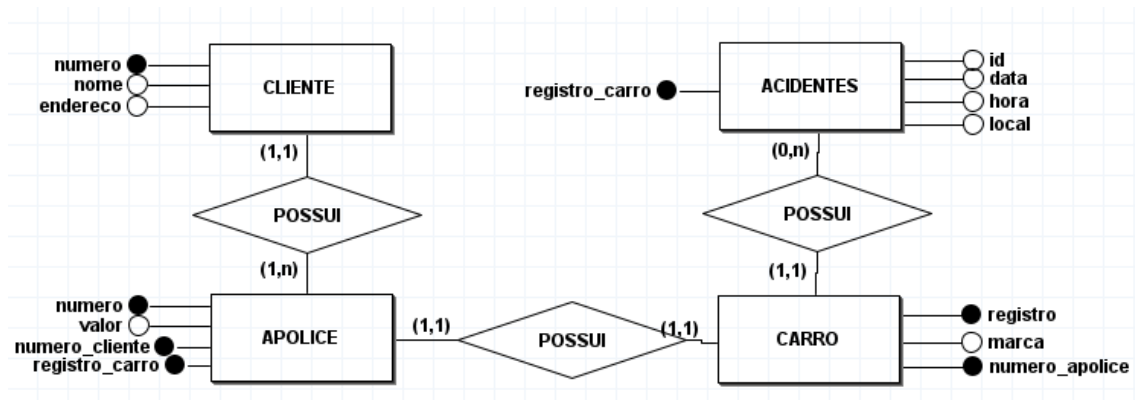 numero
nome
endereco
CLIENTE
registro_carro
ACIDENTES
id
data
hora
local
(1,1)
(0,n)
POSSUI
POSSUI
(1,n)
(1,1)
numero
valor
numero_cliente
registro_carro
APOLICE
(1,1)
POSSUI
(1,1)
CARRO
registro
marca
numero_apolice